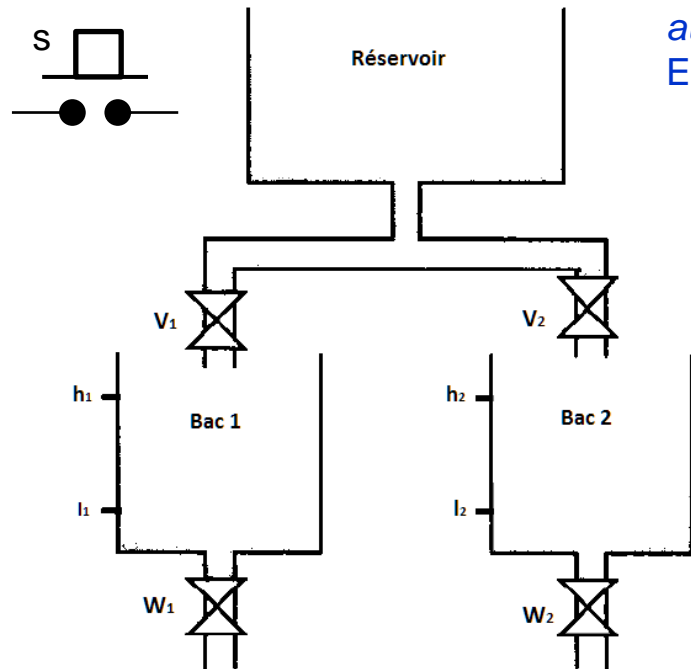 s
Réservoir
V₁
V₂
h₁
Bac 1
h₂
Bac 2
l₁
l₂
W₁
W₂